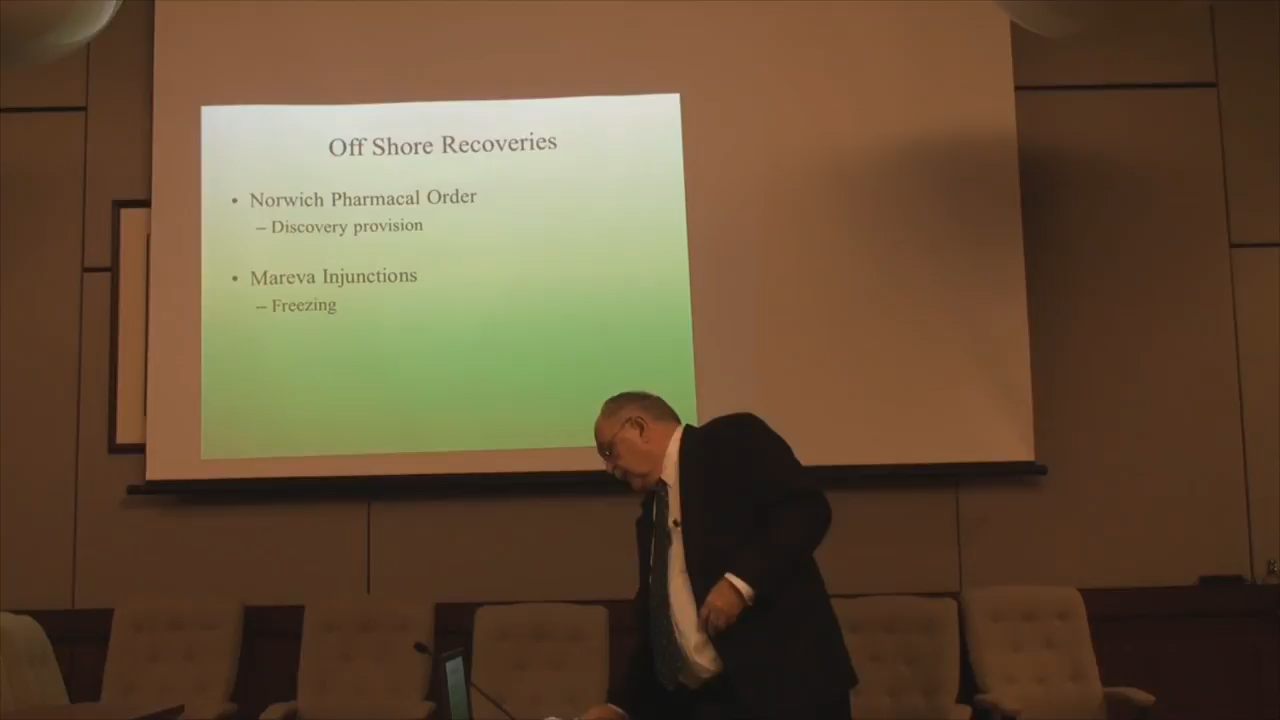 Off Shore Recoveries
• Norwich Pharmacal Order
– Discovery provision
• Mareva Injunctions
– Freezing